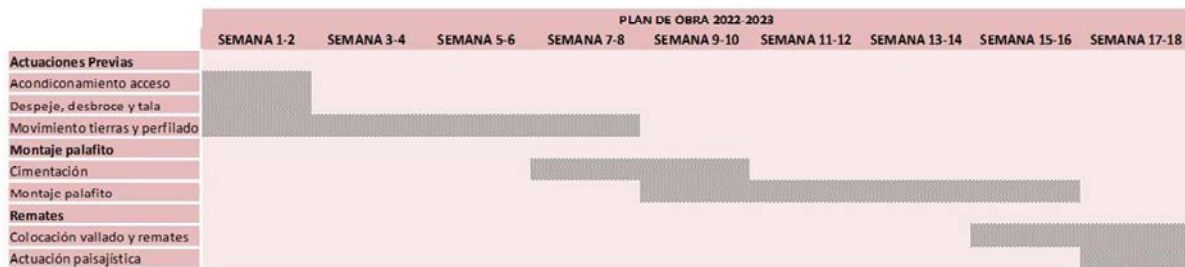 PLAN DE OBRA 2022-2023
SEMANA 1-2 SEMANA 3-4 SEMANA 5-6 SEMANA 7-8 SEMANA 9-10 SEMANA 11-12 SEMANA 13-14 SEMANA 15-16 SEMANA 17-18
Actuaciones Previas
Acondiconamiento acceso
Despeje, desbroce y tala
Movimiento tierras y perfilado
Montaje palafito
Cimentación
Montaje palafito
Remates
Colocación vallado y remates
Actuación paisajística